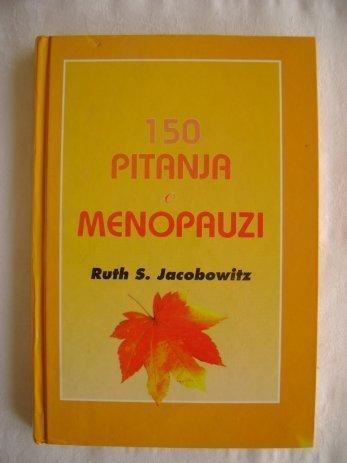 150
PITANJA
o
MENOPAUZI
Ruth S. Jacobowitz